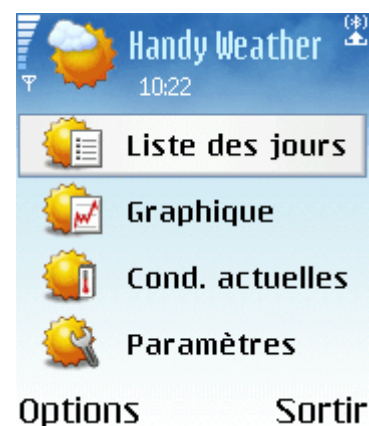 Handy Weather
10:22
Liste des jours
Graphique
Cond. actuelles
Paramètres
Options Sortir